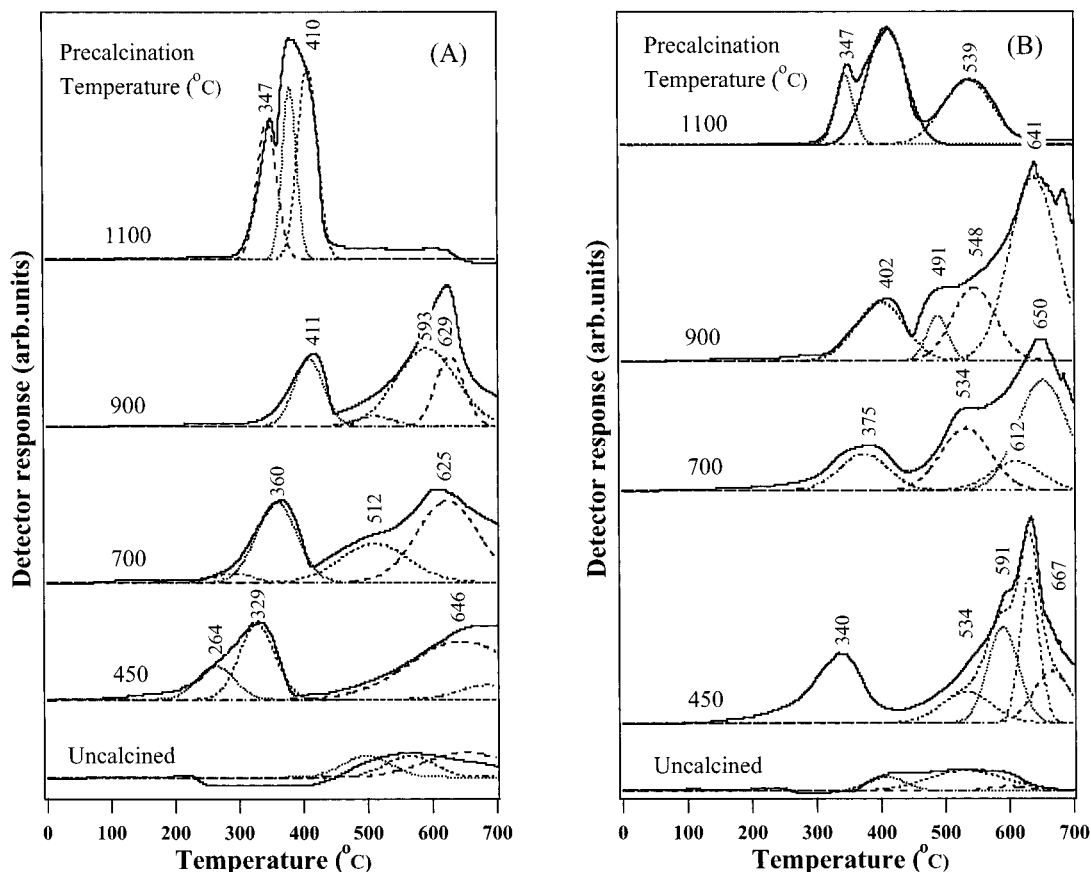 Precalcination
Temperature (°C)
(A)
347
410
1100
411
593
629
900
360
512
625
700
264
329
646
450
Uncalcined
0 100 200 300 400 500 600 700
Temperature (°C)
Detector response (arb.units)
Precalcination
Temperature (°C)
(B)
347
539
1100
641
402
491
548
900
650
375
534
612
700
340
534
591
667
450
Uncalcined
0 100 200 300 400 500 600 700
Temperature (°C)
Detector response (arb.units)